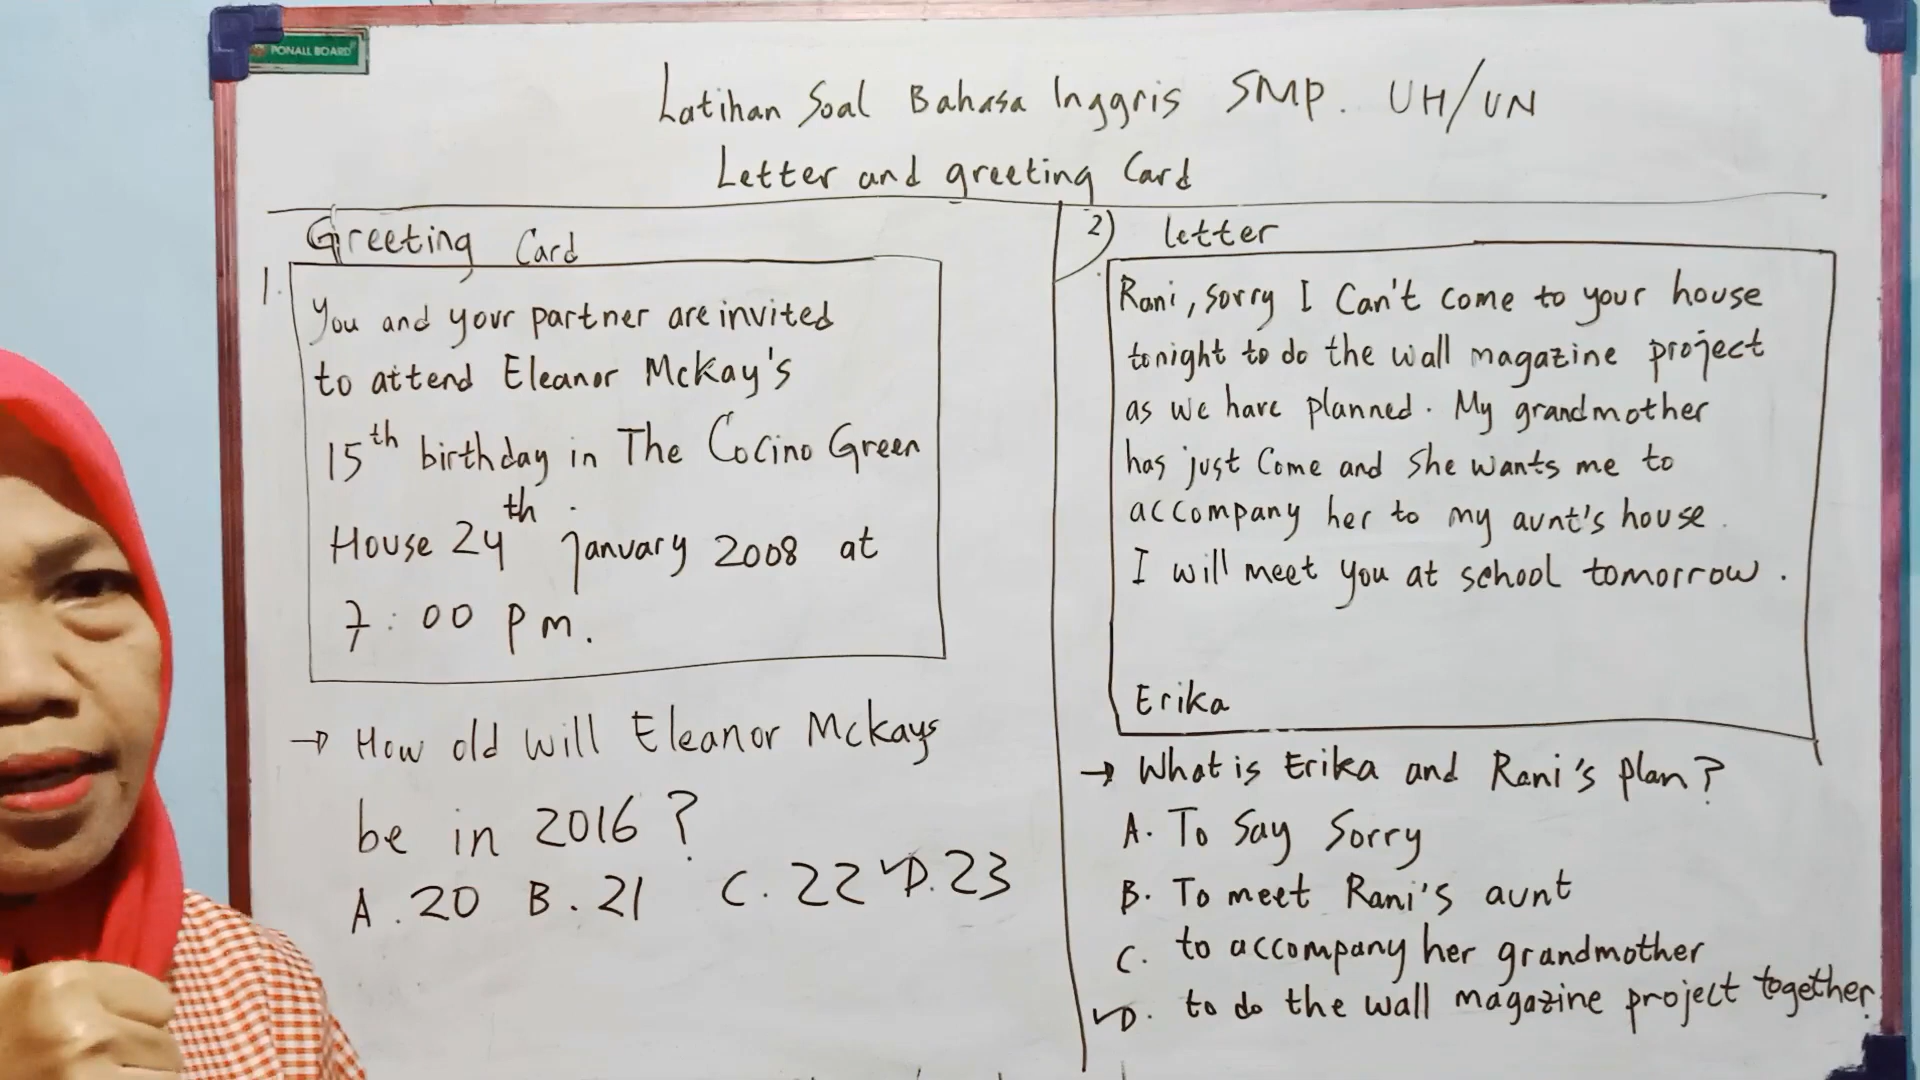 PONALL BOARD
Latihan Soal Bahasa Inggris SMP. UH/UN
Letter and greeting Card
Greeting Card
1.
You and your partner are invited
to attend Eleanor McKay's
15th birthday in The Cocino Green
House 24th january 2008 at
7:00 pm.
→ How old will Eleanor Mckays
be in 2016?
A. 20 B. 21 C. 22 ✓D. 23
2) letter
Rani, sorry I Can't come to your house
tonight to do the wall magazine project
as we have planned. My grandmother
has just Come and She wants me to
accompany her to my aunt's house.
I will meet you at school tomorrow.
Erika
→ What is Erika and Rani's plan?
A. To Say Sorry
B. To meet Rani's aunt
C. to accompany her grandmother
✓D. to do the wall magazine project together.